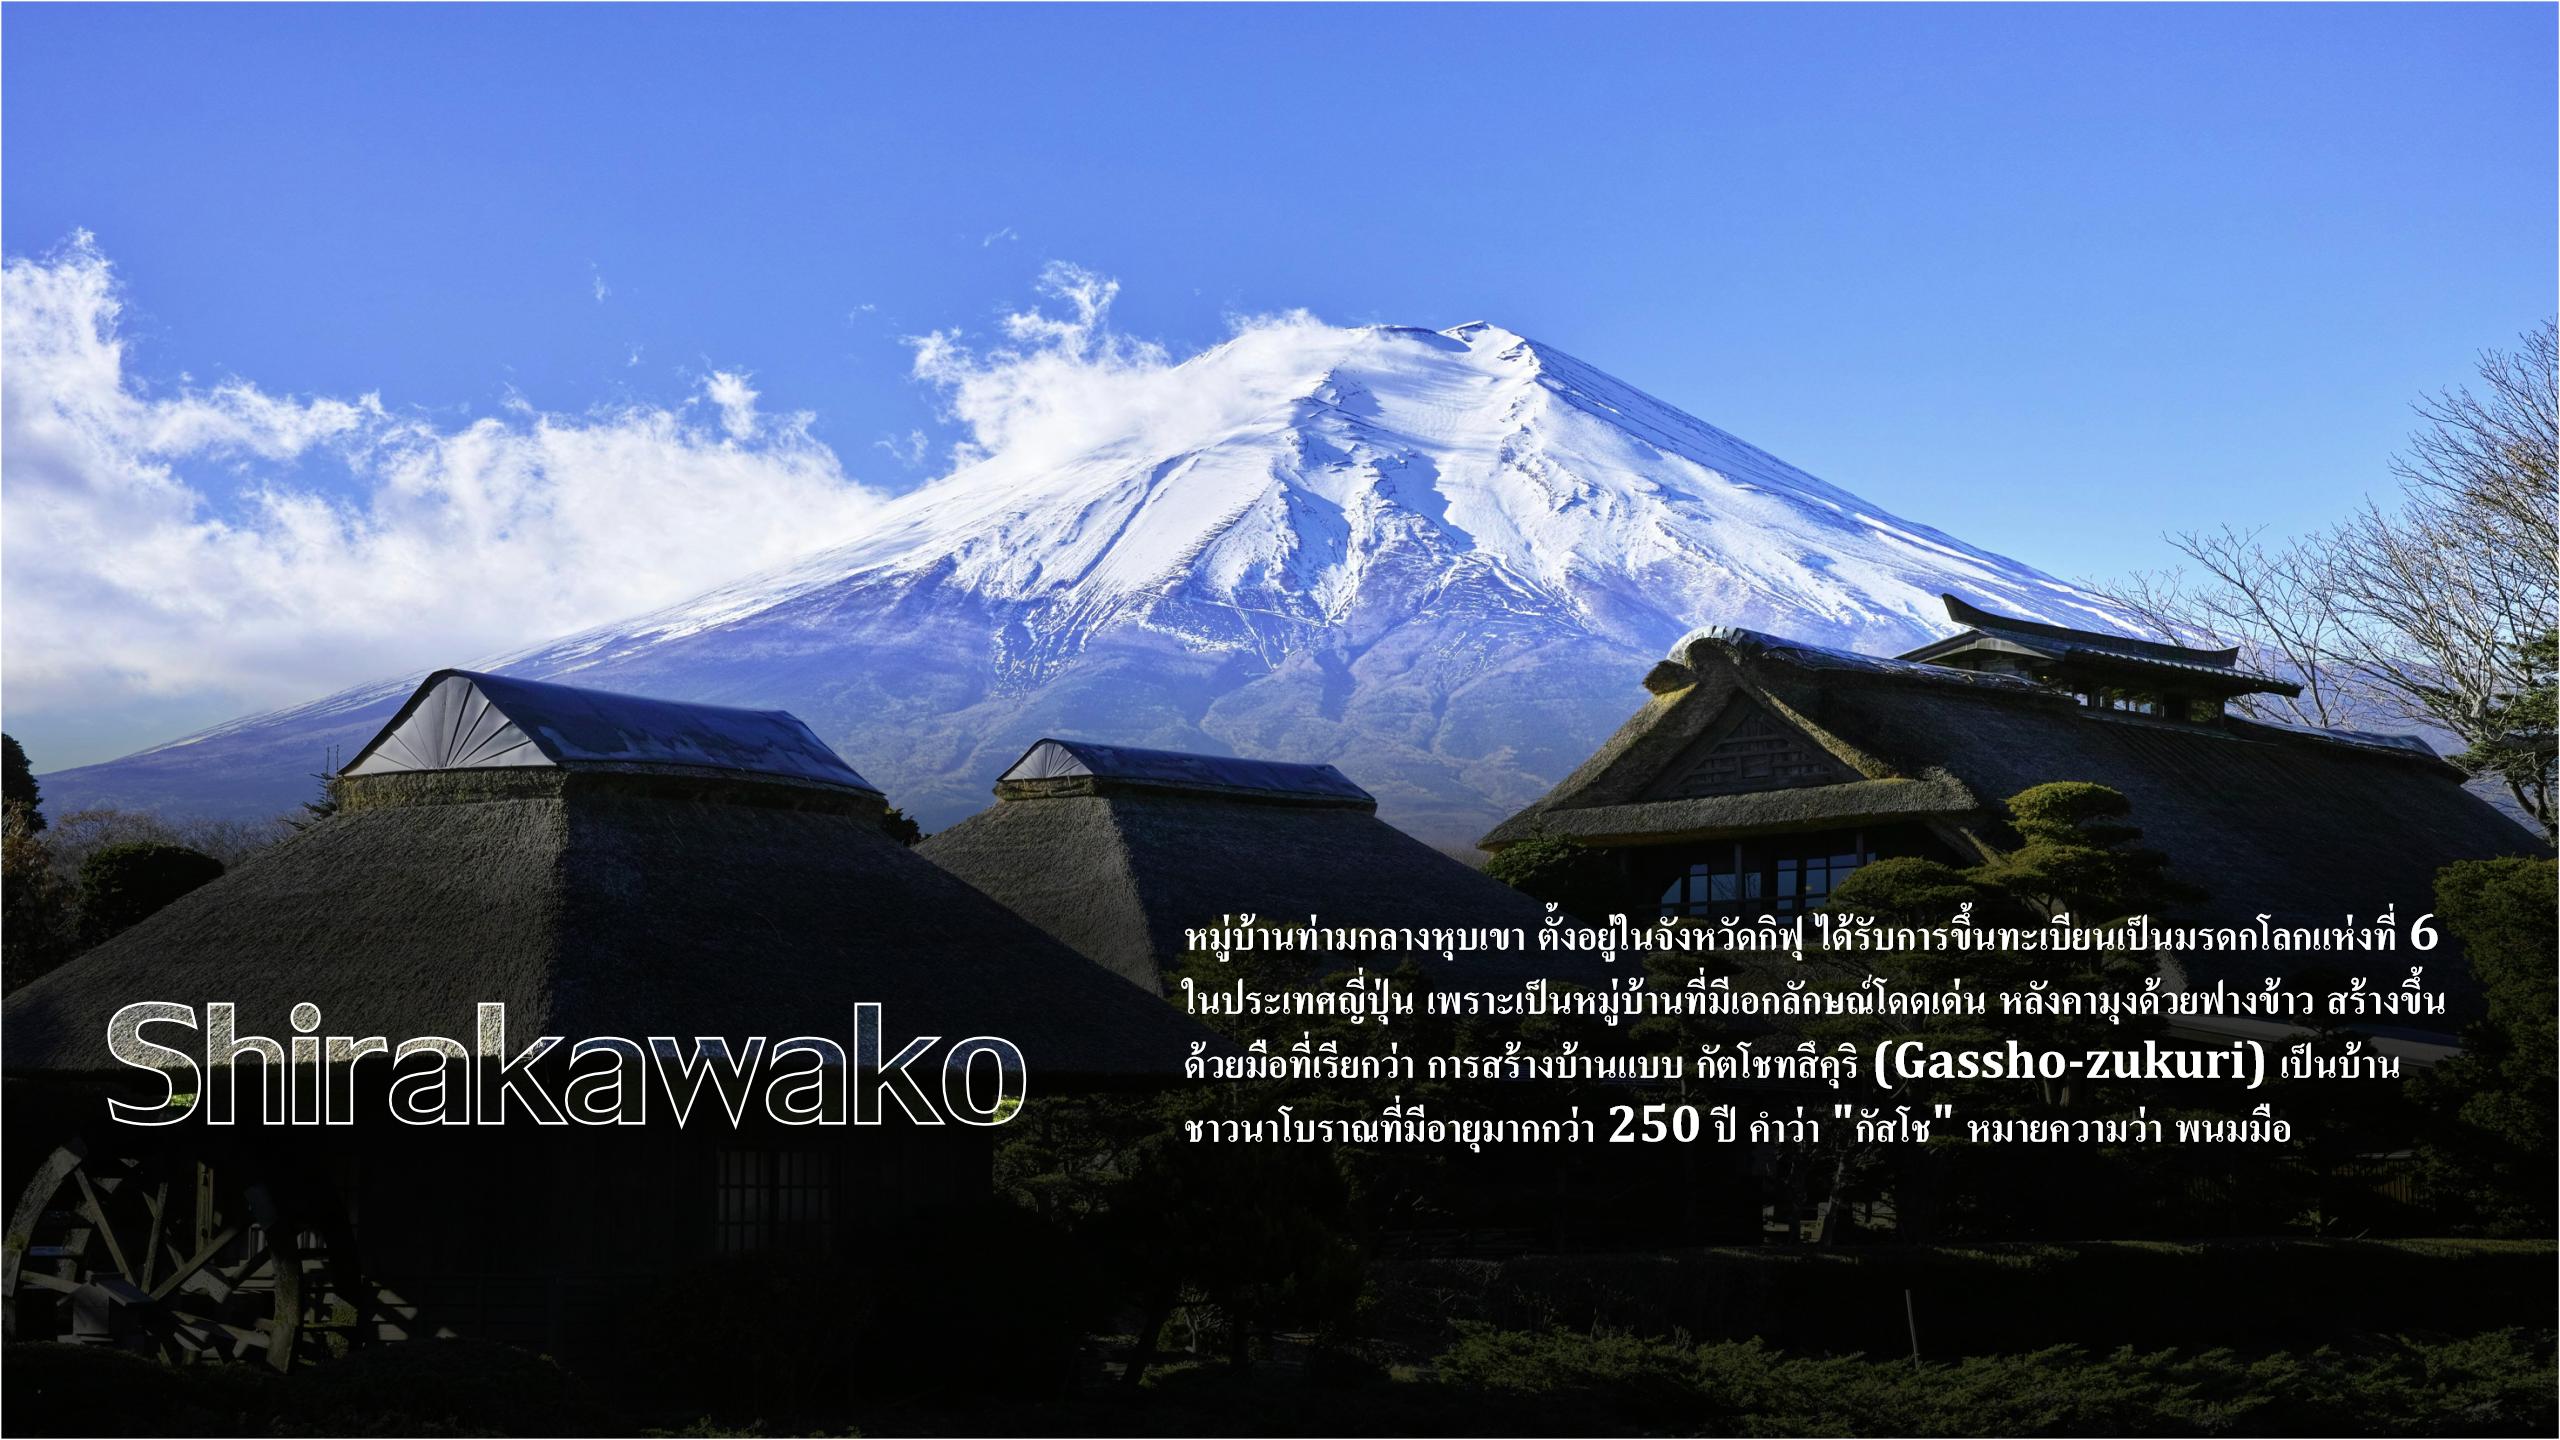 Shirakawako
หมู่บ้านท่ามกลางหุบเขา ตั้งอยู่ในจังหวัดกิฟุ ได้รับการขึ้นทะเบียนเป็นมรดกโลกแห่งที่ 6
ในประเทศญี่ปุ่น เพราะเป็นหมู่บ้านที่มีเอกลักษณ์โดดเด่น หลังคามุงด้วยฟางข้าว สร้างขึ้น
ด้วยมือที่เรียกว่า การสร้างบ้านแบบ กัตโชทสึคุริ (Gassho-zukuri) เป็นบ้าน
ชาวนาโบราณที่มีอายุมากกว่า 250 ปี คำว่า "กัสโช" หมายความว่า พนมมือ